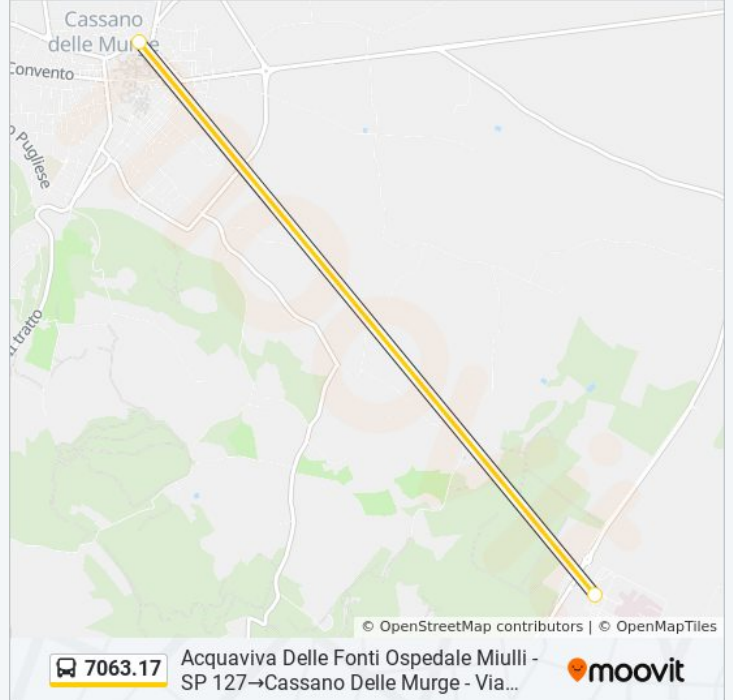 Cassano
delle Murge
Convento
o Pugliese
tratto
© OpenStreetMap contributors | © OpenMapTiles
7063.17
Acquaviva Delle Fonti Ospedale Miulli -
SP 127→Cassano Delle Murge - Via...
moovit